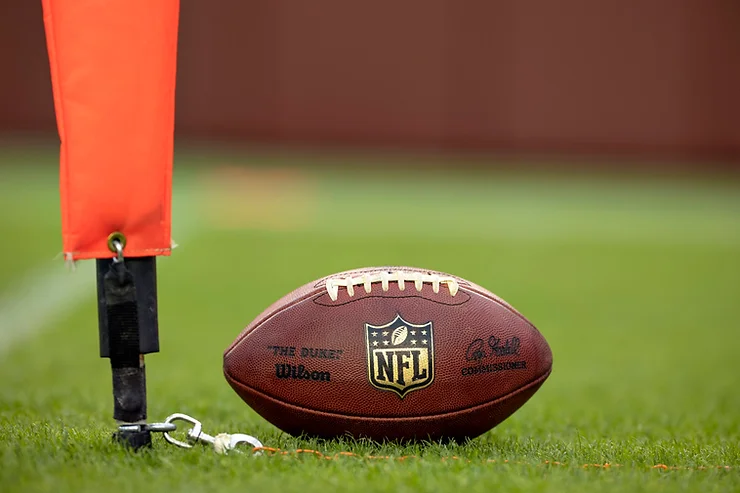 "THE DUKE"
Wilson
NFL
COMMISSIONER